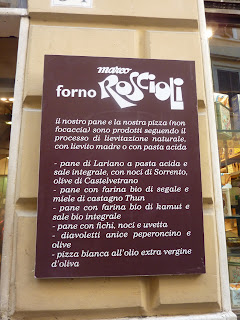 marco
forno Roscioli
il nostro pane e la nostra pizza (non
focaccia) sono prodotti seguendo il
processo di lievitazione naturale,
con lievito madre o con pasta acida
- pane di Lariano a pasta acida e
sale integrale, con noci di Sorrento,
olive di Castelvetrano
- pane con farina bio di segale e
miele di castagno Thun
- pane con farina bio di kamut e
sale bio integrale
- pane con fichi, noci e uvetta
- diavoletti anice peperoncino e
olive
- pizza bianca all'olio extra vergine
d'oliva